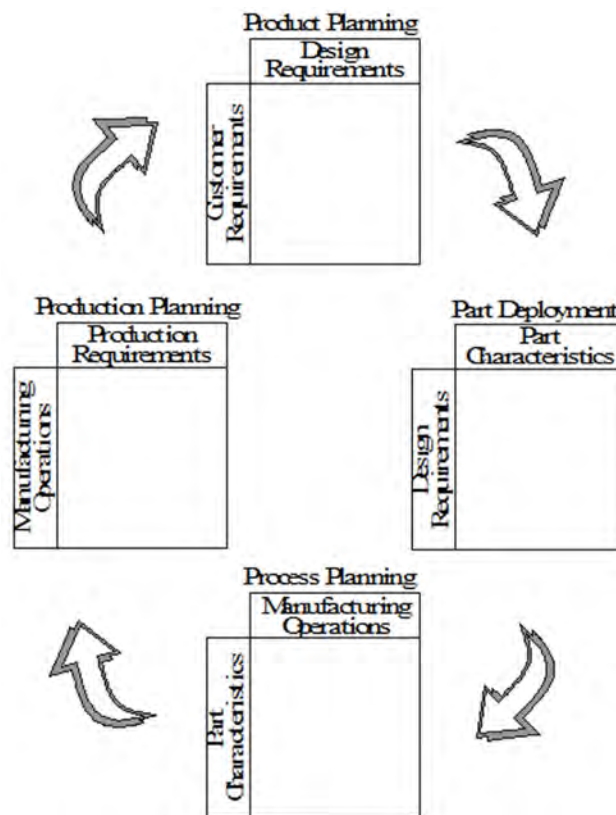 Product Planning
Design
Requirements
Customer
Requirements
Production Planning
Production
Requirements
Manufacturing
Operations
Part Deployment
Part
Characteristics
Design
Requirements
Process Planning
Manufacturing
Operations
Part
Characteristics